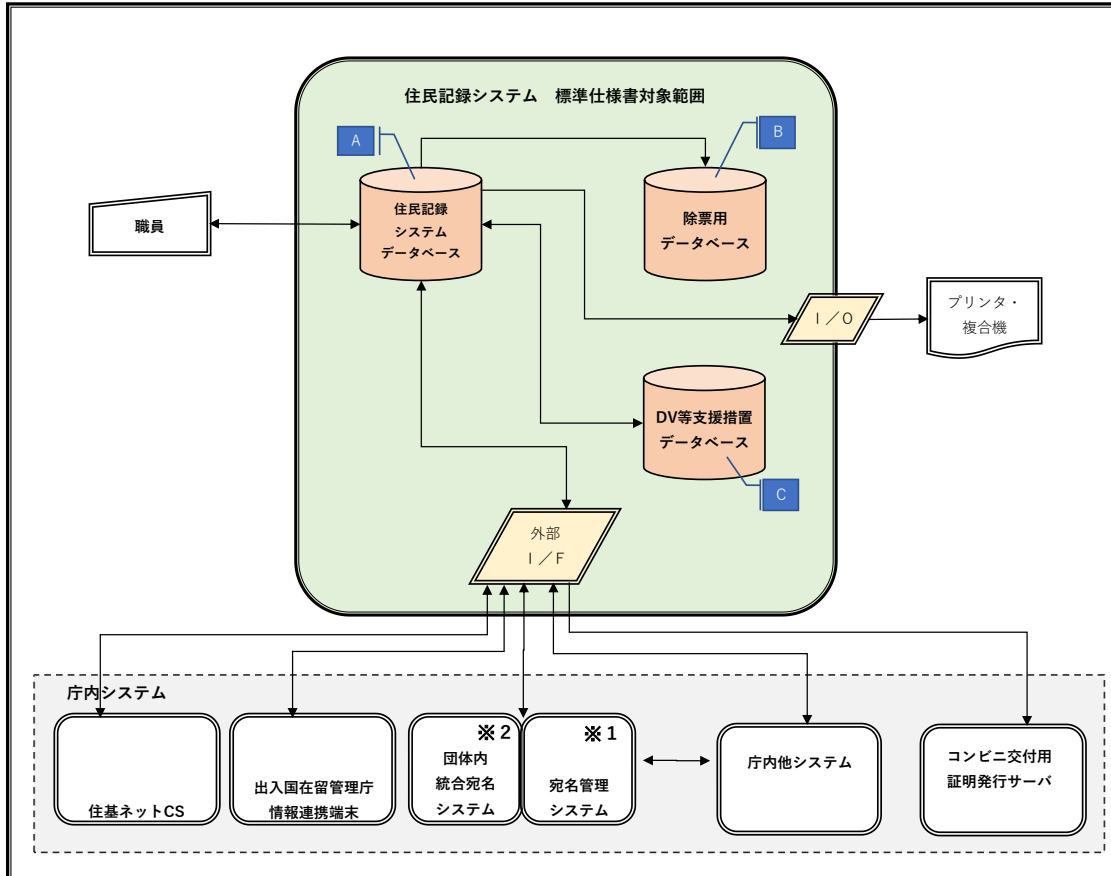 住民記録システム　標準仕様書対象範囲
A
B
住民記録
システム
データベース
除票用
データベース
職員
I／O
プリンタ・
複合機
DV等支援措置
データベース
C
外部
I／F
庁内システム
住基ネットCS
出入国在留管理庁
情報連携端末
※2
団体内
統合宛名
システム
※1
宛名管理
システム
庁内他システム
コンビニ交付用
証明発行サーバ